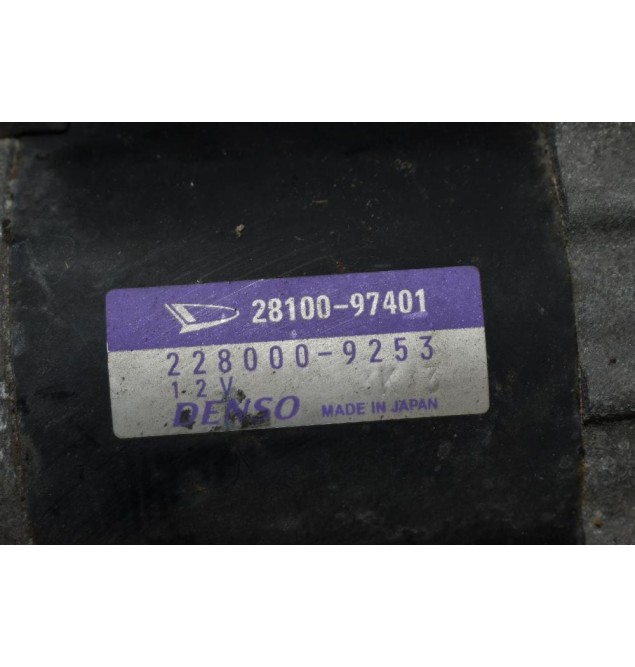 28100-97401
228000-9253
12V
DENSO MADE IN JAPAN